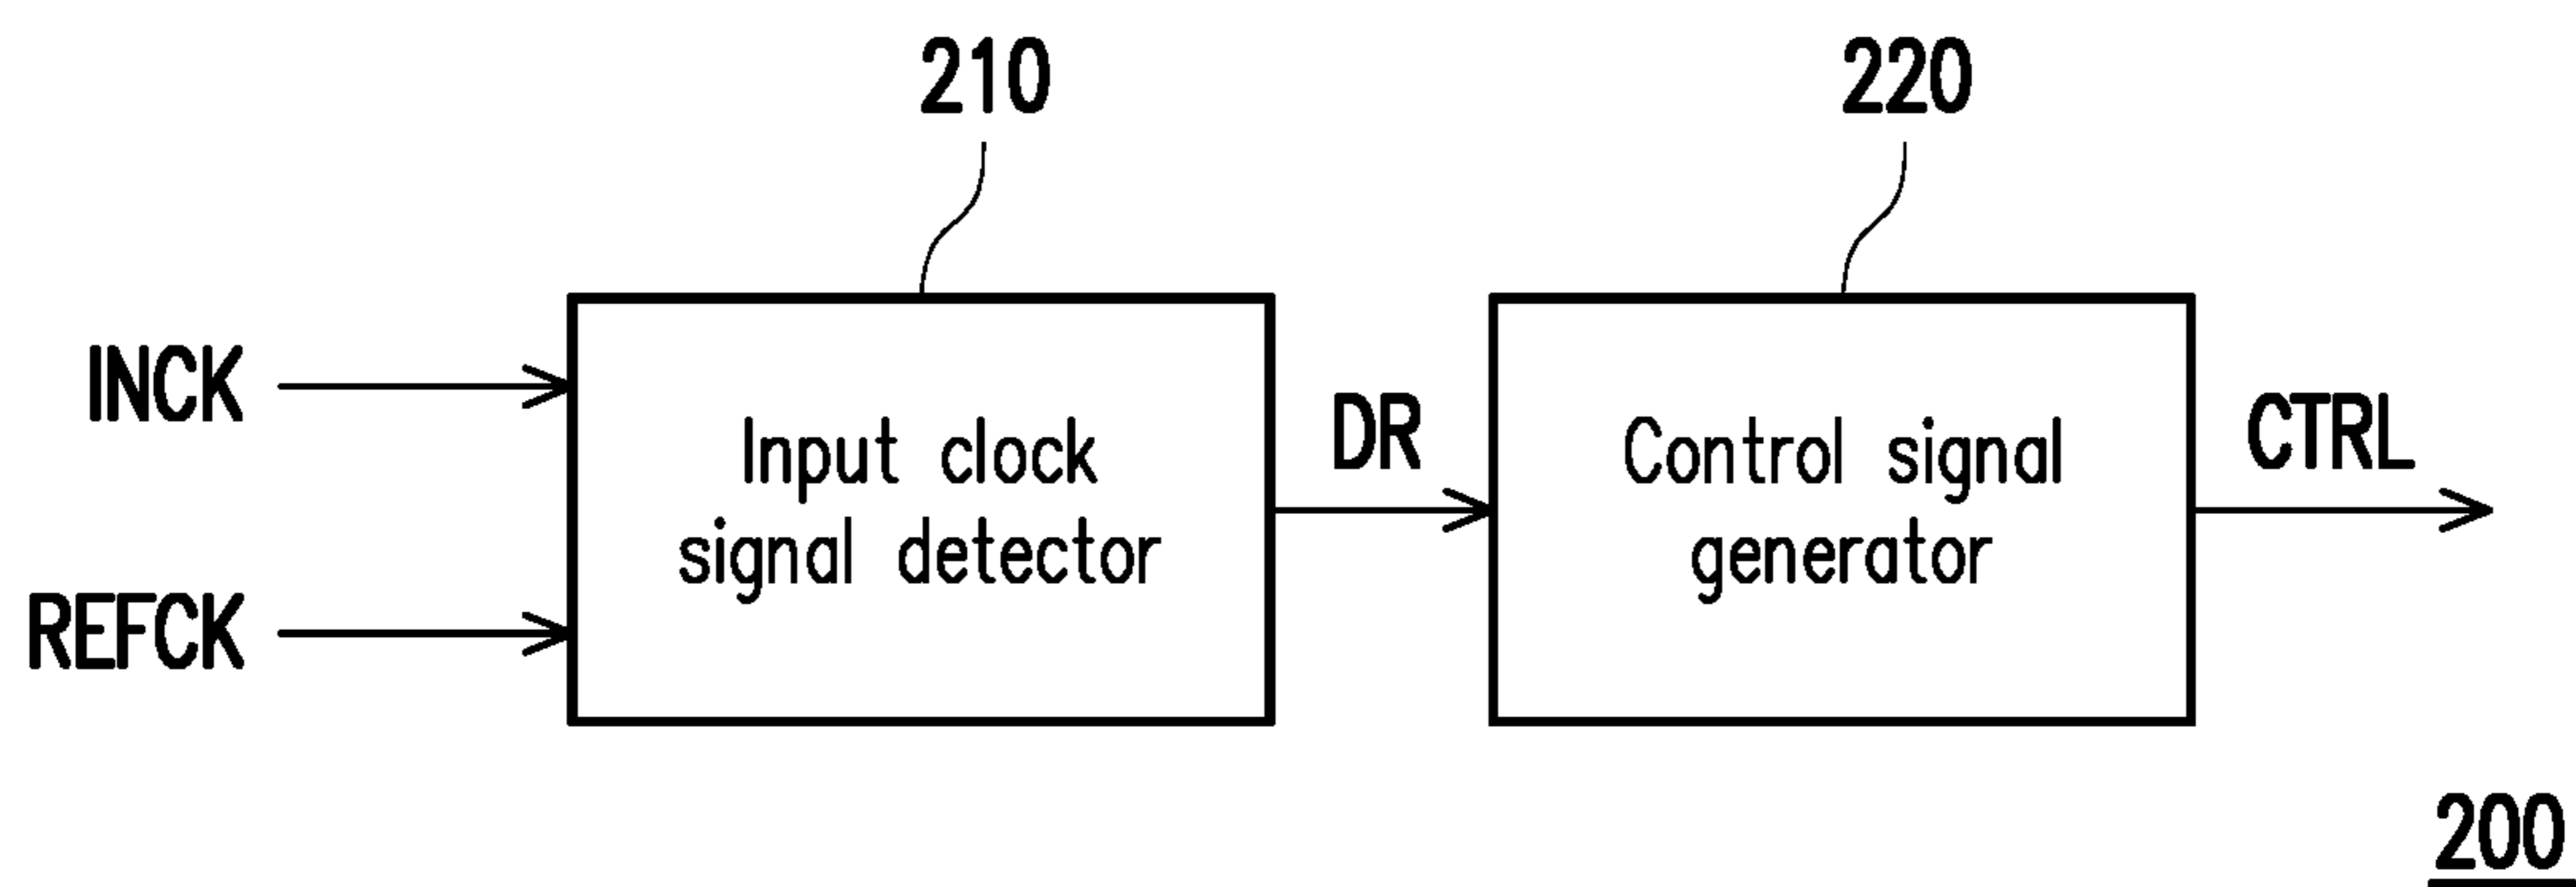 210
220
INCK
REFCK
Input clock
signal detector
DR
Control signal
generator
CTRL
200